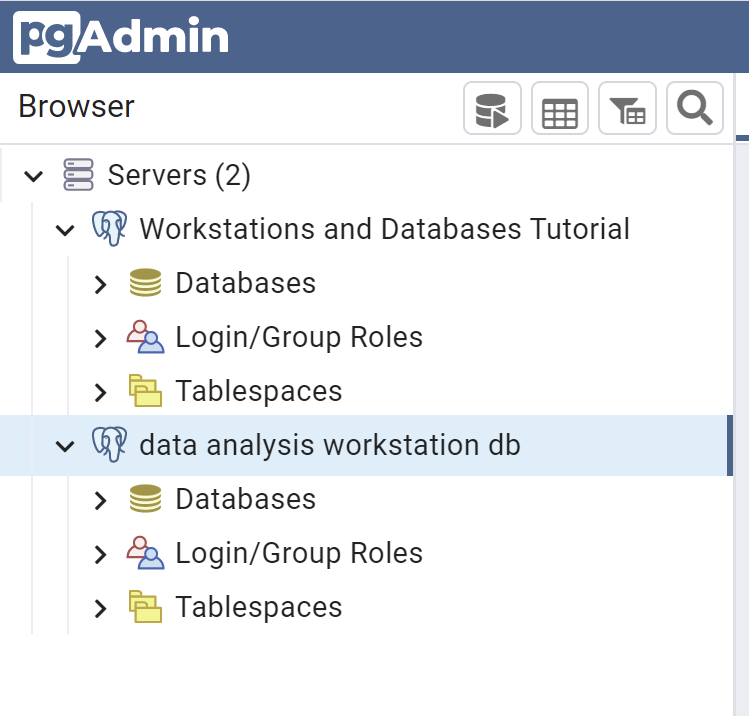 pgAdmin
Browser
Servers (2)
Workstations and Databases Tutorial
Databases
Login/Group Roles
Tablespaces
data analysis workstation db
Databases
Login/Group Roles
Tablespaces